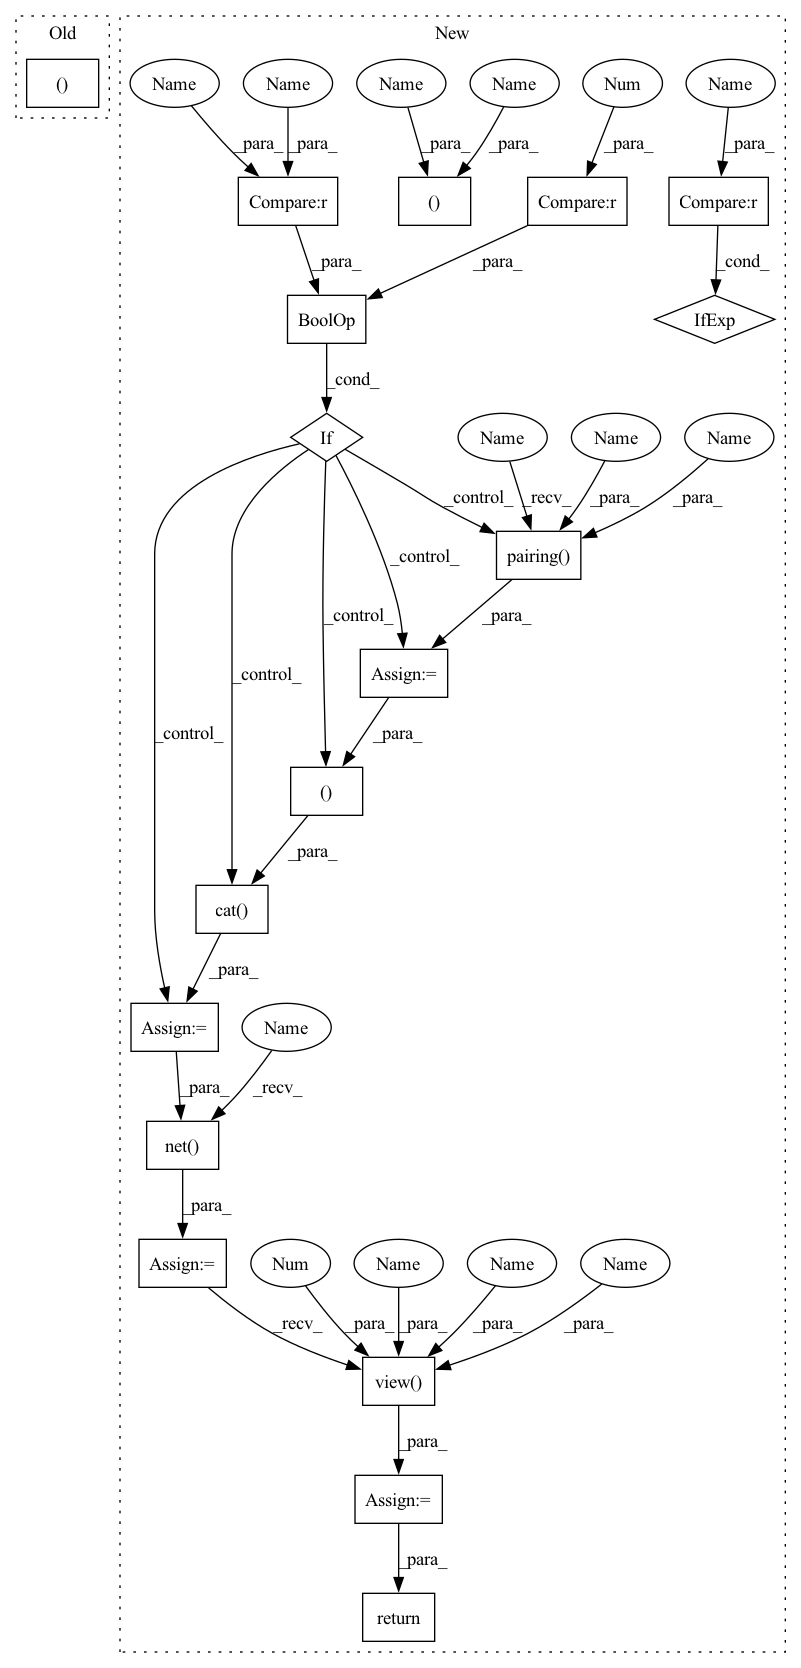 Old
New
()
Name
Name
Name
Name
Num
Name
_para_
_para_
_para_
_para_
_para_
_para_
Compare:r
()
Compare:r
Compare:r
_para_
_para_
_cond_
BoolOp
IfExp
_cond_
If
Name
Name
Name
_control_
_recv_
_para_
_para_
pairing()
_control_
_control_
_para_
_control_
Assign:=
_control_
_para_
()
_para_
cat()
_para_
Assign:=
Name
_para_
_recv_
net()
_para_
Assign:=
Num
Name
Name
Name
_recv_
_para_
_para_
_para_
_para_
view()
_para_
Assign:=
_para_
return